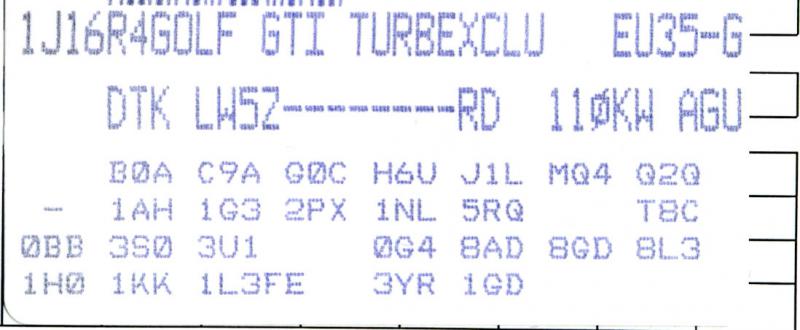 1J16R4GOLF GTI TURBEXCLU EU35-G
DTK LW5Z--------RD 110KW AGU
B0A C9A G0C H6U J1L MQ4 Q2Q
- 1AH 1G3 2PX 1NL 5RQ T8C
0BB 3S0 3U1 0G4 8AD 8GD 8L3
1H0 1KK 1L3FE 3YR 1GD